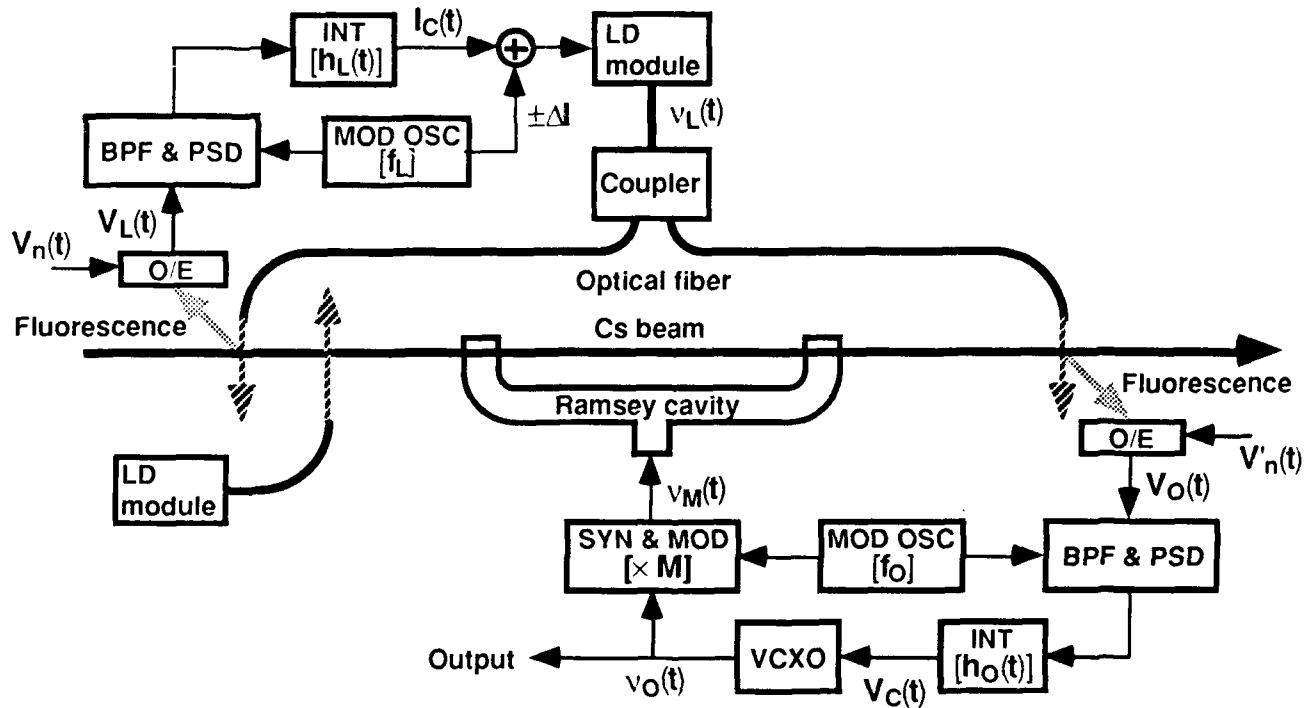 INT
[hL(t)]
IC(t)
LD
module
BPF & PSD
MOD OSC
[fL]
±ΔI
νL(t)
Coupler
VL(t)
Vn(t)
O/E
Optical fiber
Fluorescence
Cs beam
Ramsey cavity
Fluorescence
O/E
V'n(t)
LD
module
νM(t)
VO(t)
SYN & MOD
[× M]
MOD OSC
[fO]
BPF & PSD
Output
νO(t)
VCXO
VC(t)
INT
[hO(t)]